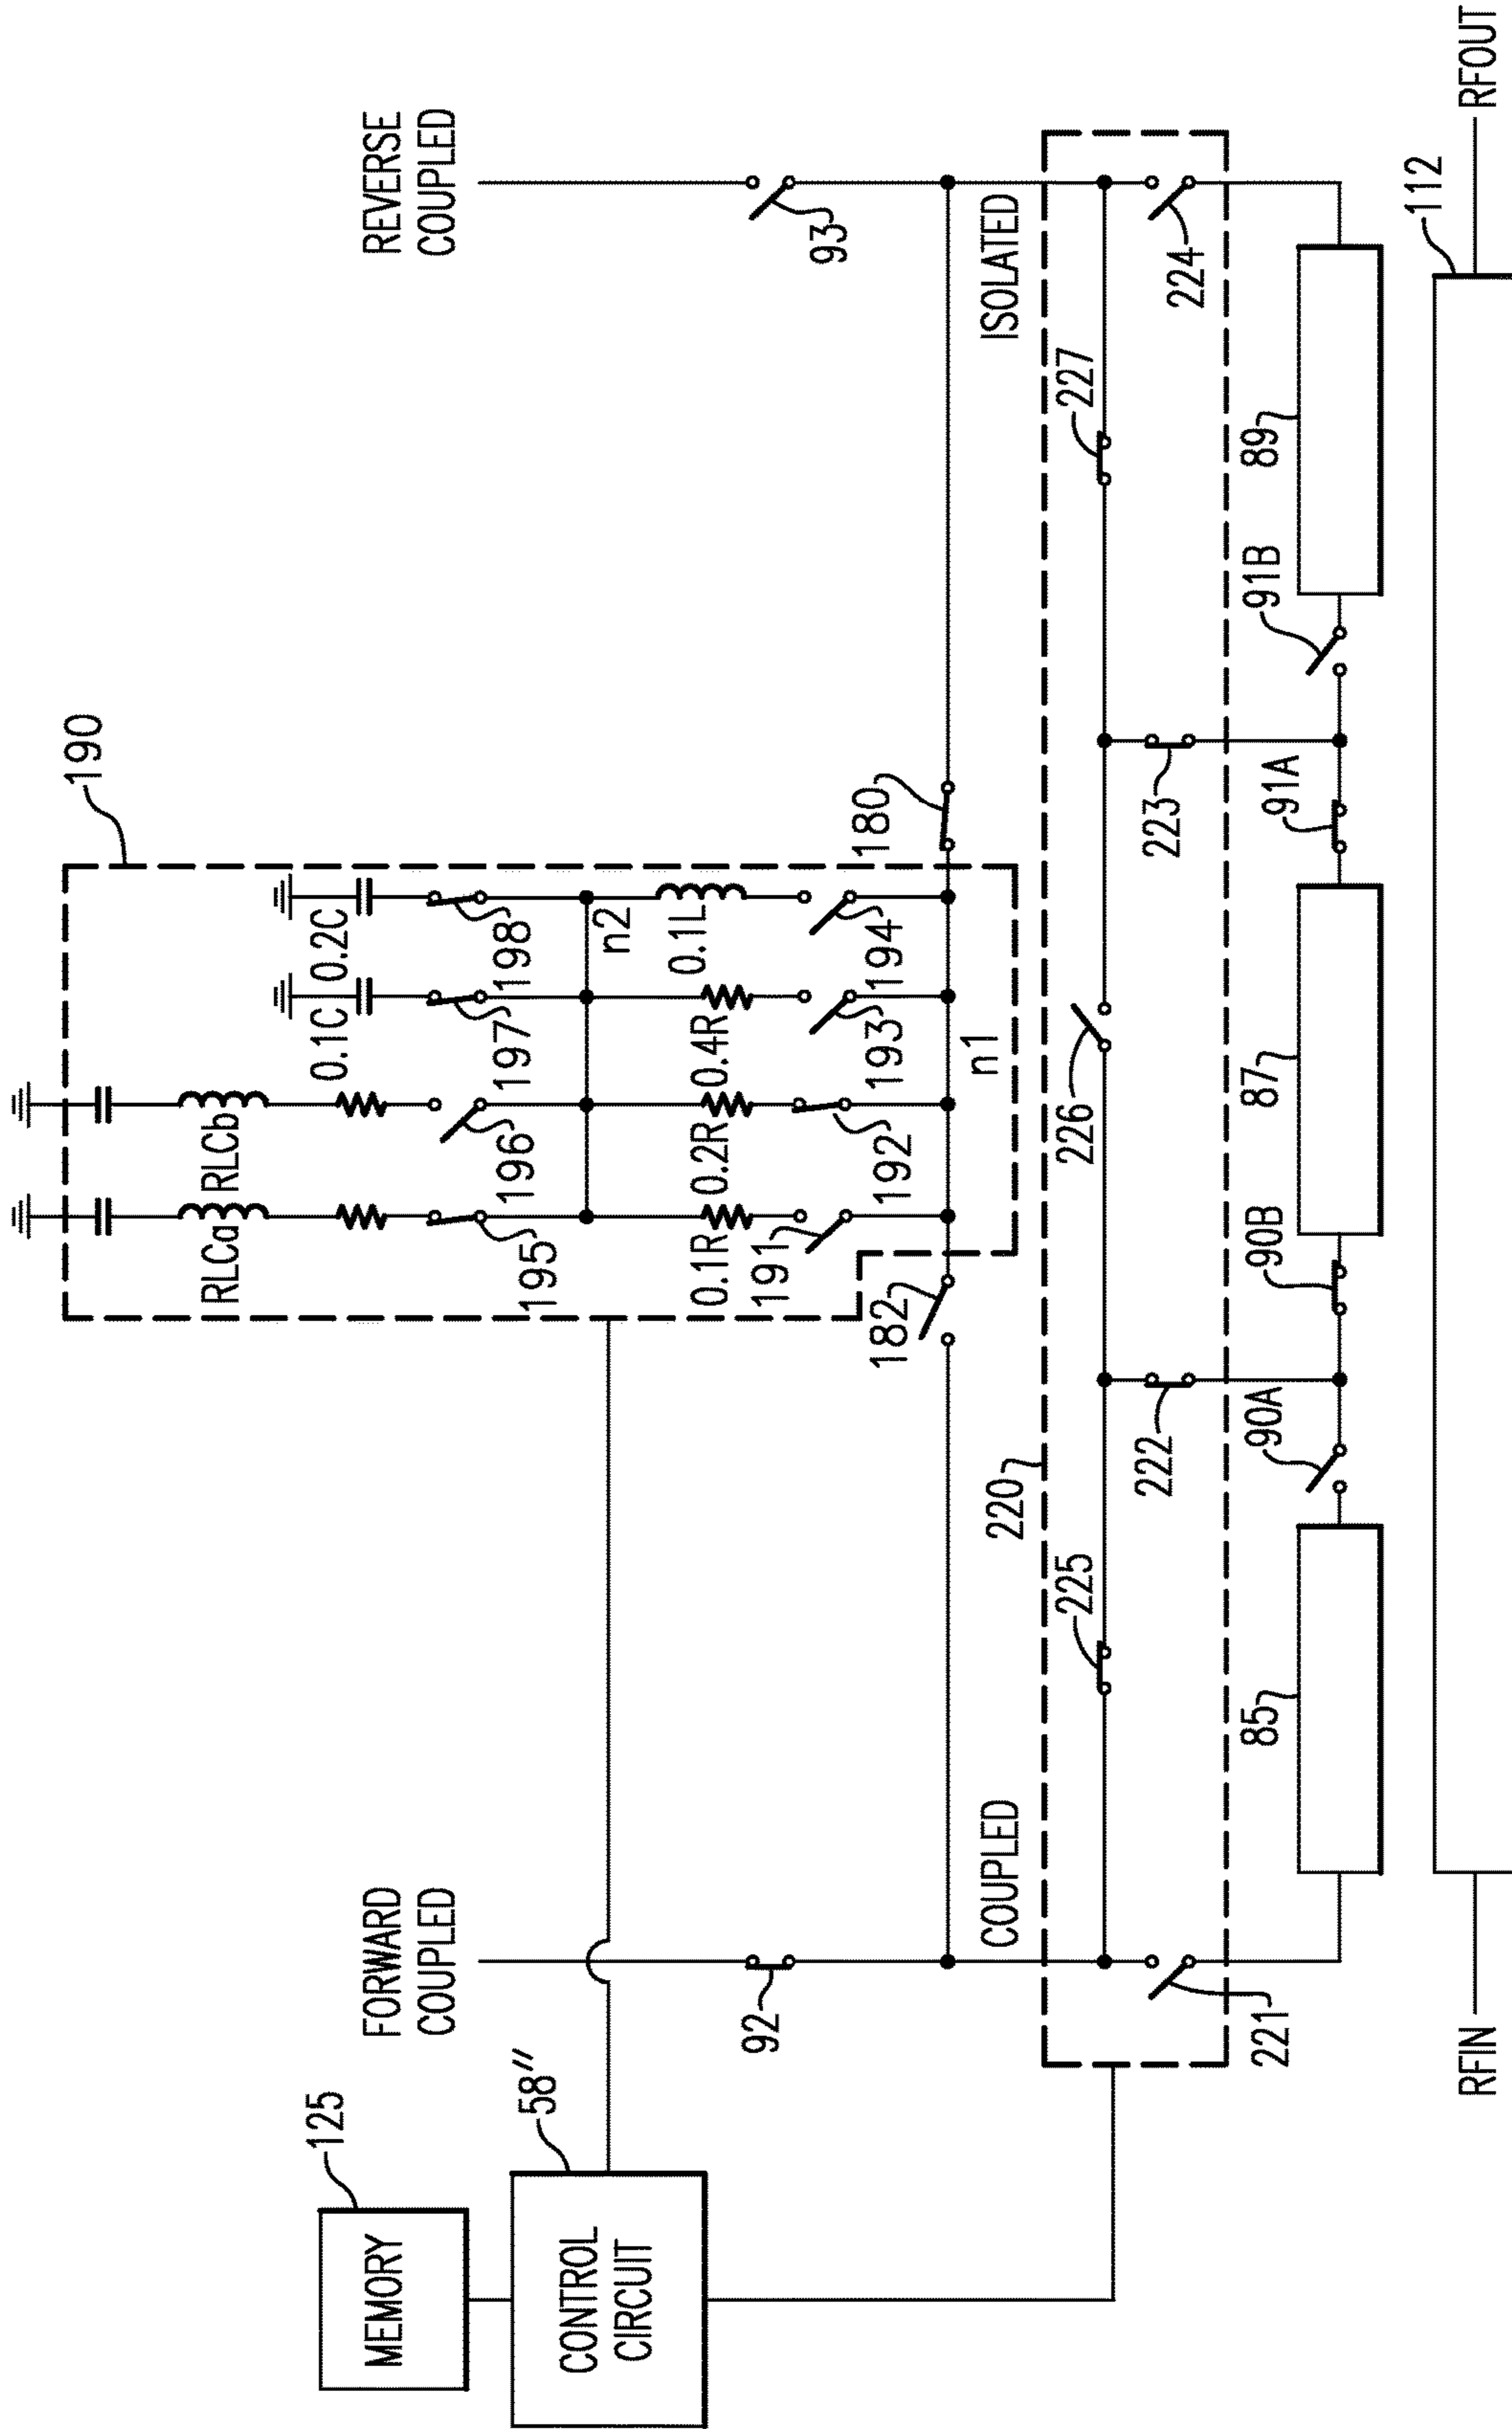 125
MEMORY
58"
CONTROL
CIRCUIT
FORWARD
COUPLED
92
190
RLCa
RLCb
0.1C
0.2C
195
196
197
198
n2
0.1R
0.2R
0.4R
0.1L
191
192
193
194
n1
182
180
REVERSE
COUPLED
93
COUPLED
ISOLATED
220
225
226
227
221
222
223
224
85
90A
90B
87
91A
91B
89
112
RFIN
RFOUT